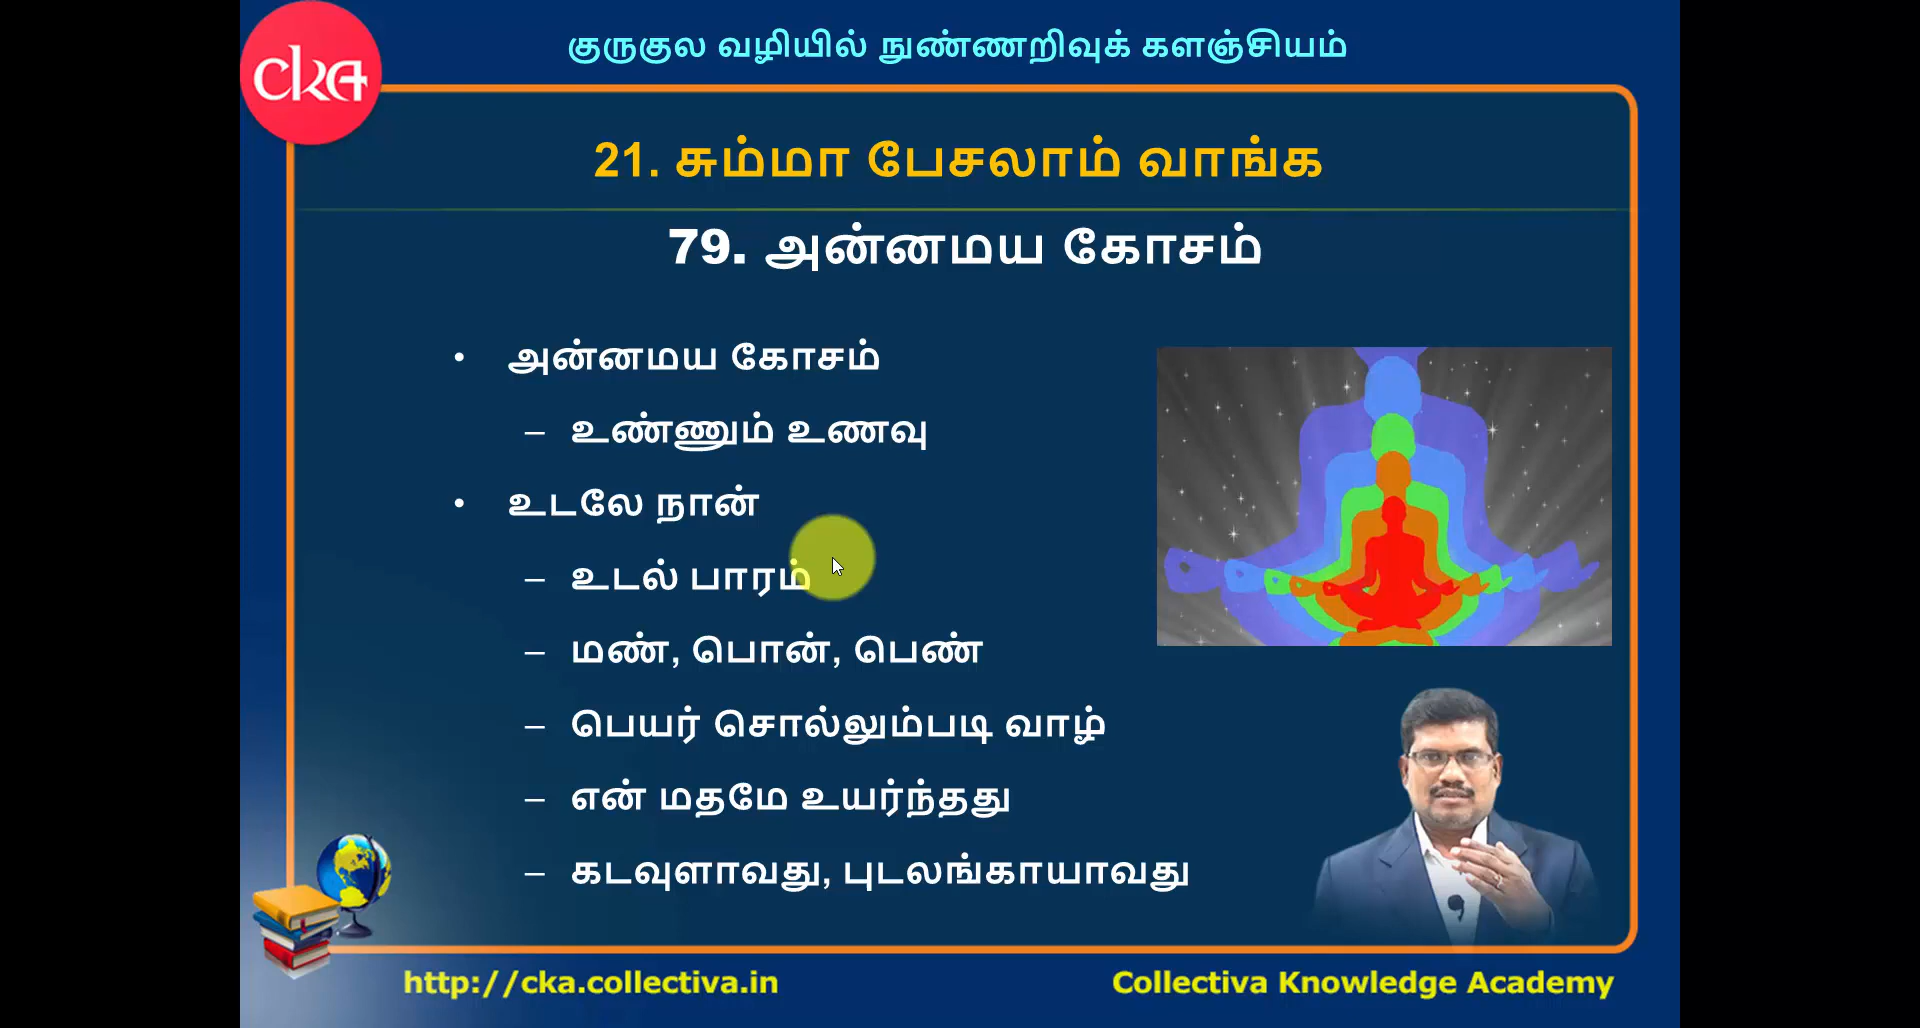 cka
குருகுல வழியில் நுண்ணறிவுக் களஞ்சியம்
21. சும்மா பேசலாம் வாங்க
79. அன்னமய கோசம்
• அன்னமய கோசம்
– உண்ணும் உணவு
• உடலே நான்
– உடல் பாரம்
– மண், பொன், பெண்
– பெயர் சொல்லும்படி வாழ்
– என் மதமே உயர்ந்தது
– கடவுளாவது, புடலங்காயாவது
http://cka.collectiva.in
Collectiva Knowledge Academy